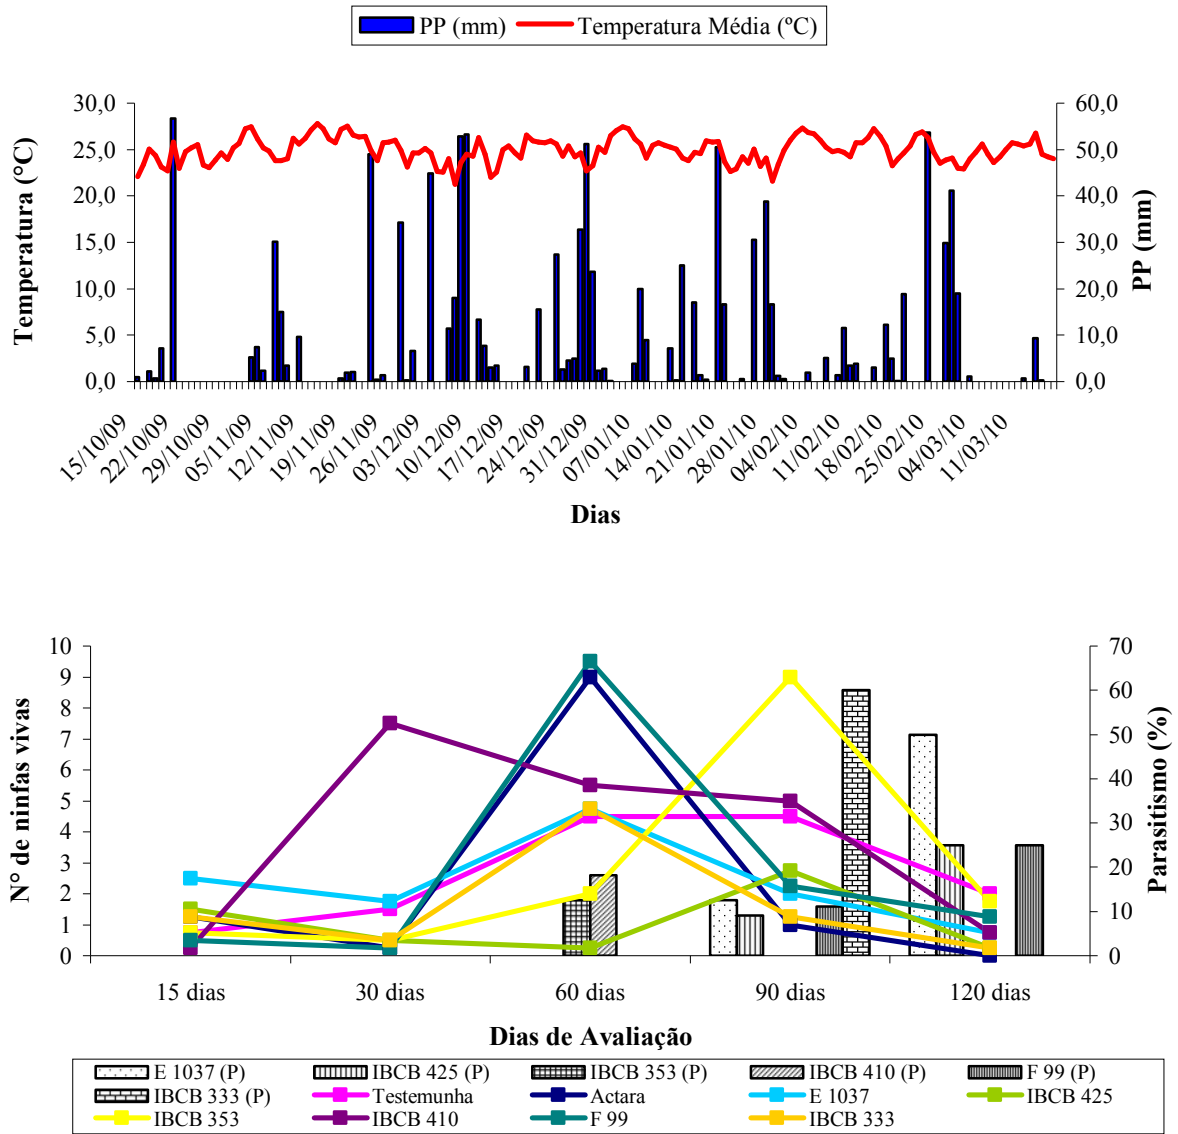 PP (mm) Temperatura Média (ºC)
30,0 60,0
25,0 50,0
20,0 40,0
15,0 30,0
10,0 20,0
5,0 10,0
0,0 0,0
Temperatura (°C)
PP (mm)
15/10/09 22/10/09 29/10/09 05/11/09 12/11/09 19/11/09 26/11/09 03/12/09 10/12/09 17/12/09 24/12/09 31/12/09 07/01/10 14/01/10 21/01/10 28/01/10 04/02/10 11/02/10 18/02/10 25/02/10 04/03/10 11/03/10
Dias
10 70
9 60
8 50
7 40
6 30
5 20
4 10
3 0
2
1
0
N° de ninfas vivas
Parasitismo (%)
15 dias 30 dias 60 dias 90 dias 120 dias
Dias de Avaliação
E 1037 (P) IBCB 425 (P) IBCB 353 (P) IBCB 410 (P) F 99 (P)
IBCB 333 (P) Testemunha Actara E 1037 IBCB 425
IBCB 353 IBCB 410 F 99 IBCB 333